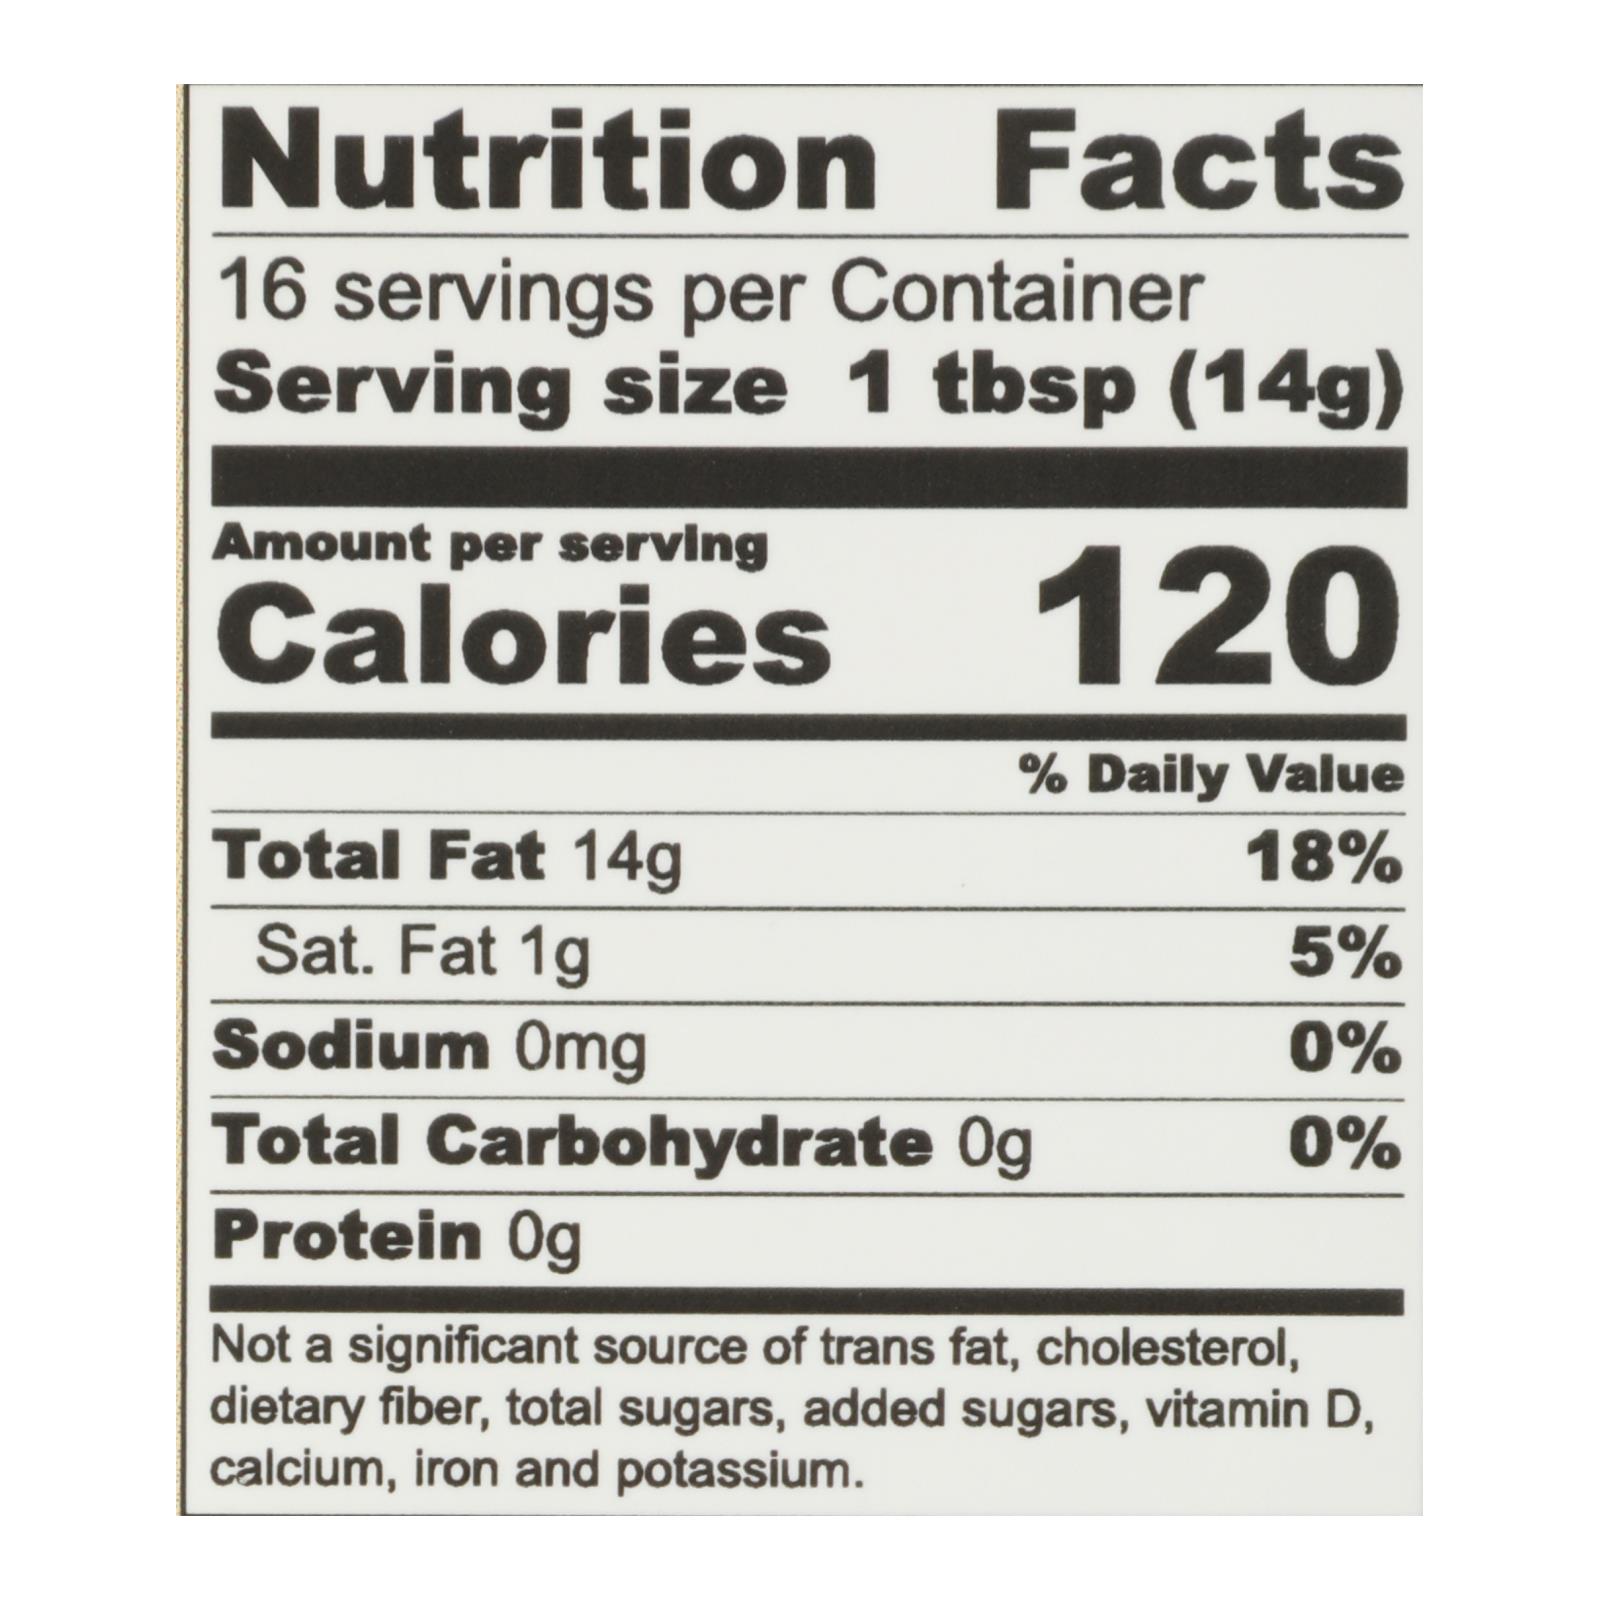 Nutrition Facts
16 servings per Container
Serving size 1 tbsp (14g)
Amount per serving
Calories 120
% Daily Value
Total Fat 14g 18%
Sat. Fat 1g 5%
Sodium 0mg 0%
Total Carbohydrate 0g 0%
Protein 0g
Not a significant source of trans fat, cholesterol,
dietary fiber, total sugars, added sugars, vitamin D,
calcium, iron and potassium.